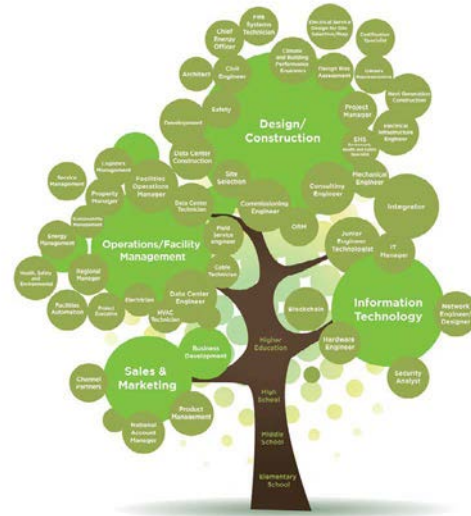 Fire
Systems
Technician
Chief
Energy
Officer
Electrical Service
Design for Site
Selection/Prep
Certification
Specialist
Climate
and Building
Performance
Engineers
Architect
Civil
Engineer
Assessment
Next-Generation
Construction
Safety
Project
Manager
Development
Design/
Construction
Electrical
Infrastructure
Engineer
EHS
Data Center
Construction
Logistics
Management
Service
Management
Facilities
Operations
Manager
Site
Selection
Consulting
Engineer
Mechanical
Engineer
Property
Manager
Data Center
Technician
Commissioning
Engineer
Integrator
Sustainability
Management
Field
Service
Engineer
Energy
Management
Operations/Facility
Management
Junior
Engineer
Technologist
IT
Manager
Cable
Technician
Health, Safety
and
Environmental
Regional
Manager
Data Center
Engineer
Facilities
Automation
Project
Executive
Electrician
HVAC
Technician
Blockchain
Information
Technology
Network
Engineer/
Designer
Business
Development
Higher
Education
Hardware
Engineer
Sales &
Marketing
Channel
Partners
Security
Analyst
High
School
Product
Management
National
Account
Manager
Middle
School
Elementary
School